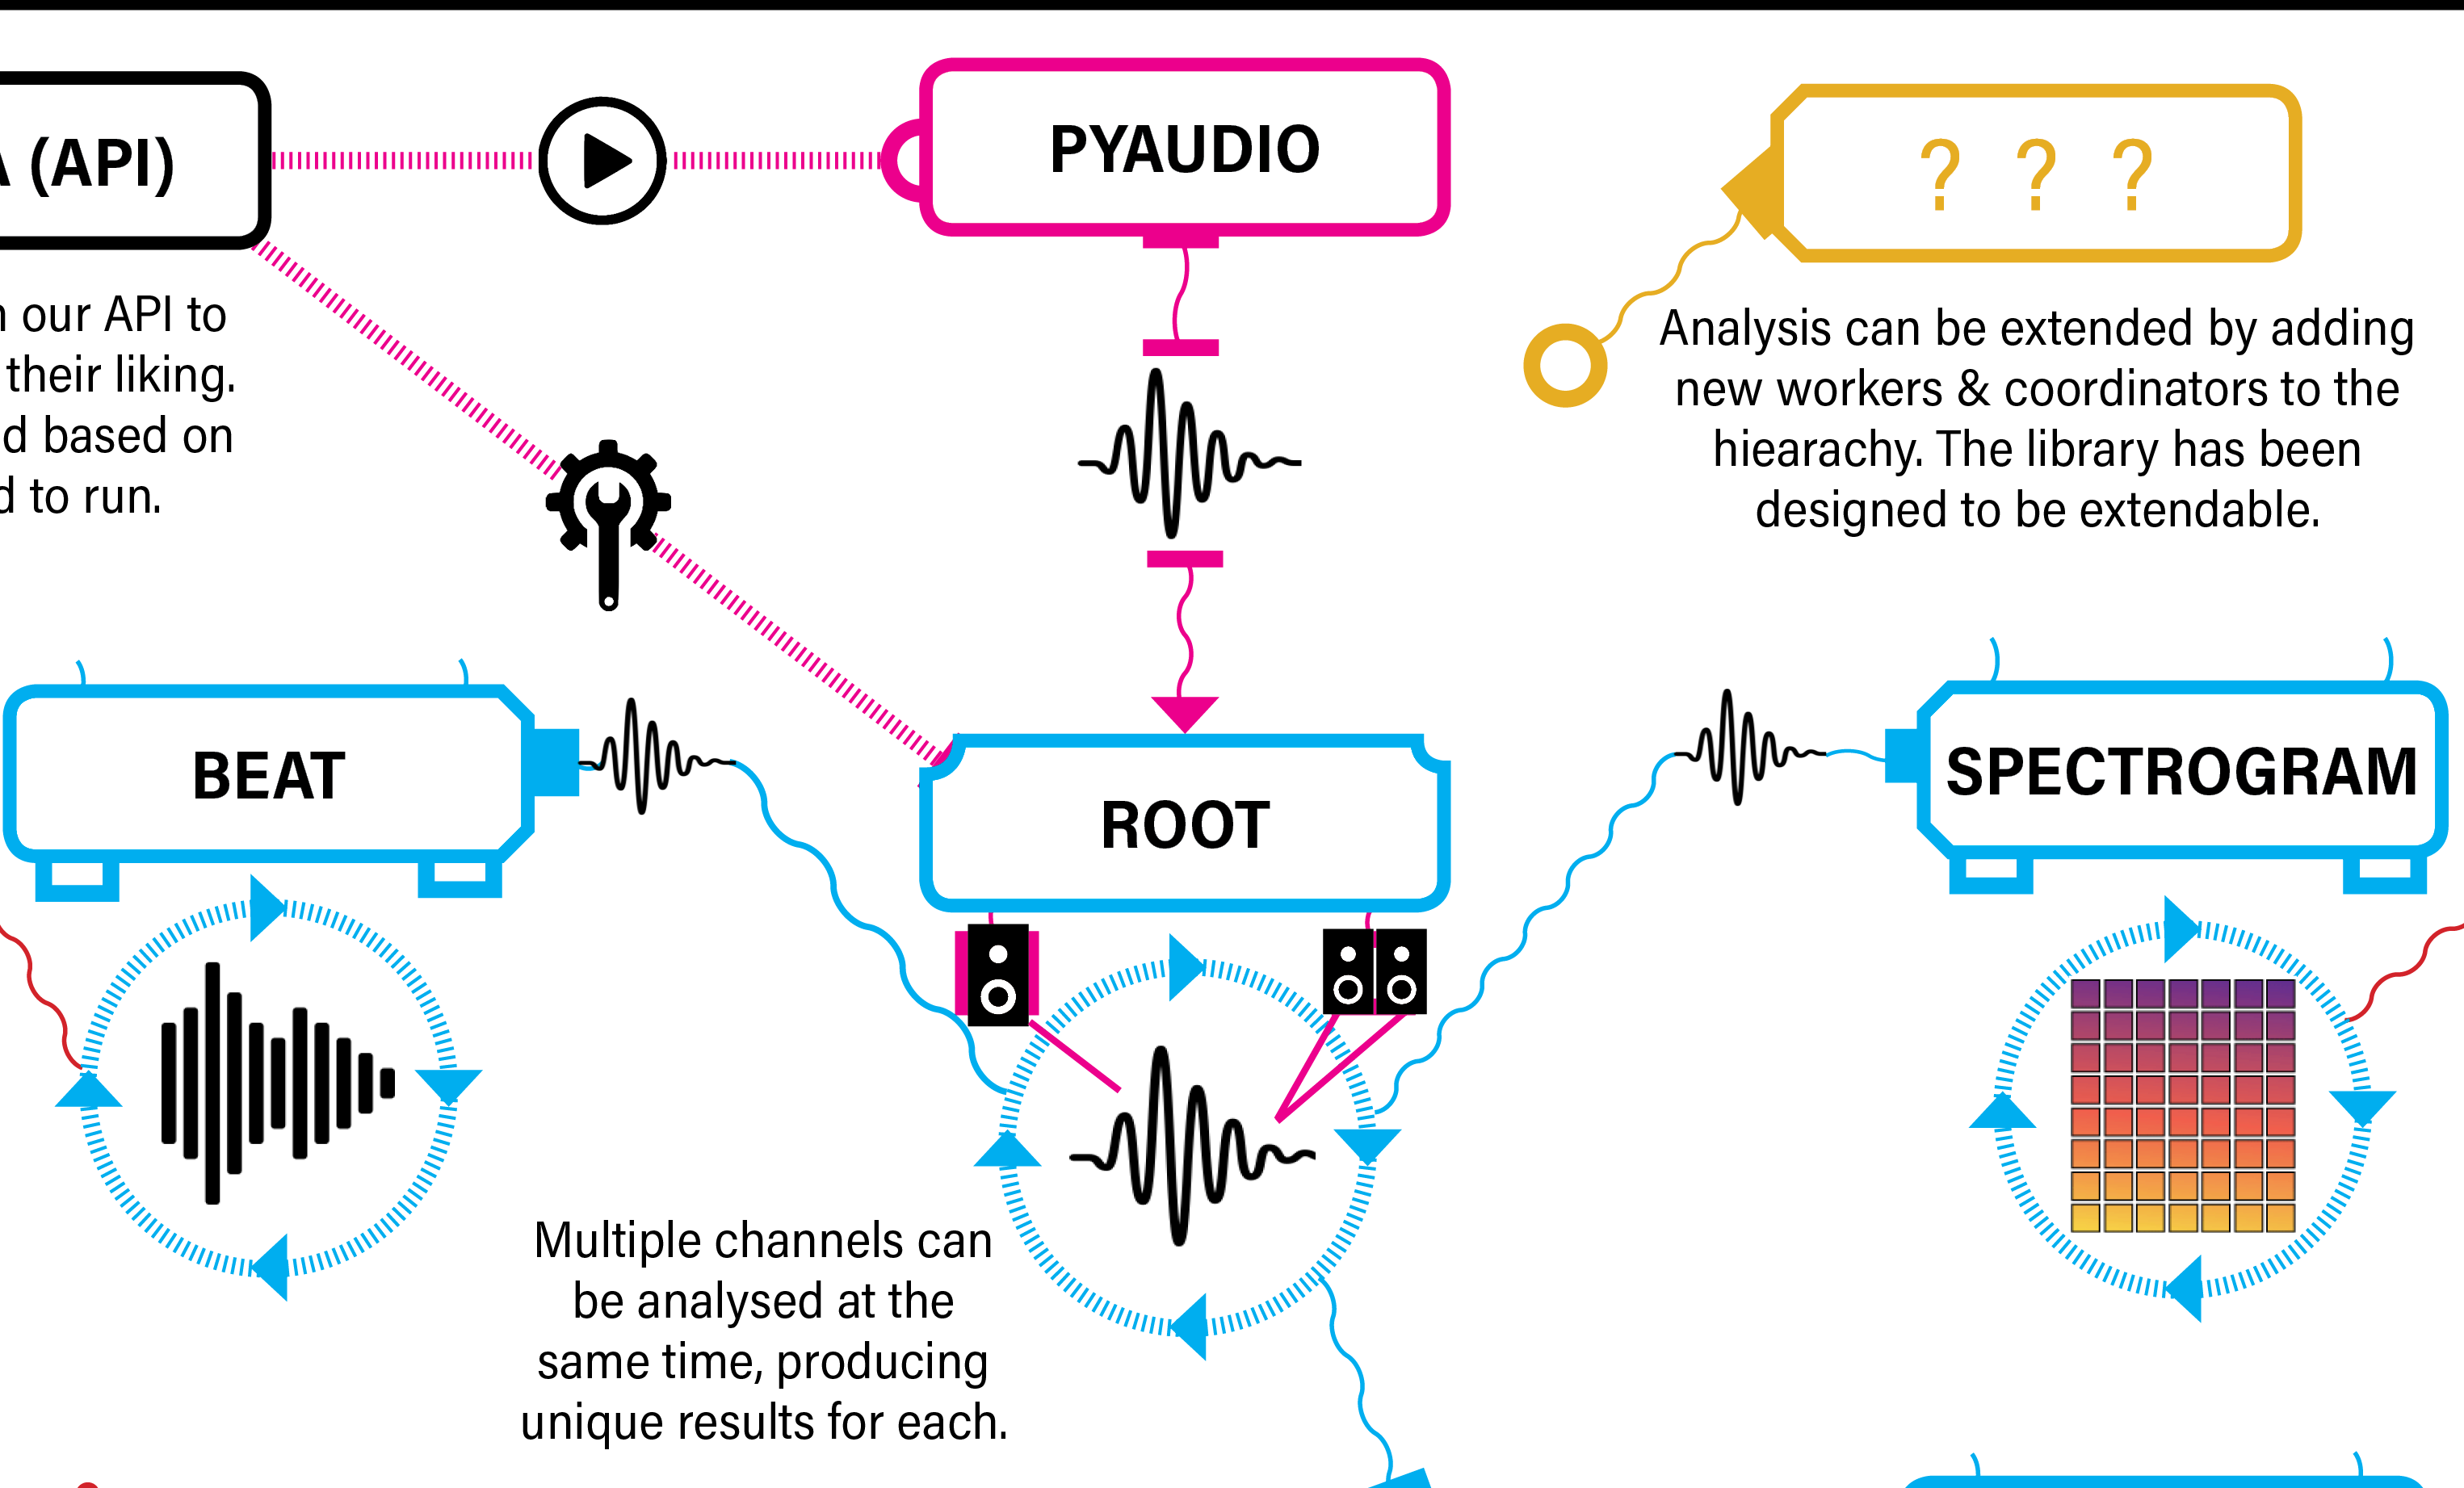 A (API)
PYAUDIO
? ? ?
our API to
their liking.
d based on
d to run.
Analysis can be extended by adding
new workers & coordinators to the
hiearachy. The library has been
designed to be extendable.
BEAT
ROOT
SPECTROGRAM
Multiple channels can
be analysed at the
same time, producing
unique results for each.